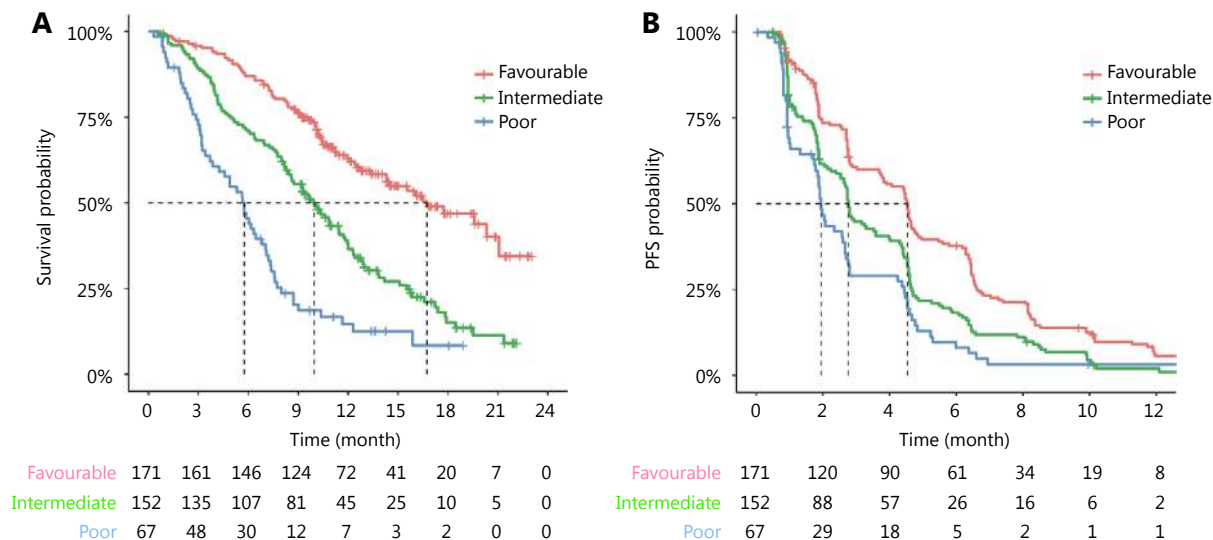 A
100%
75%
50%
25%
0%
Survival probability
Favourable
Intermediate
Poor
0 3 6 9 12 15 18 21 24
Time (month)
Favourable 171 161 146 124 72 41 20 7 0
Intermediate 152 135 107 81 45 25 10 5 0
Poor 67 48 30 12 7 3 2 0 0
B
100%
75%
50%
25%
0%
PFS probability
Favourable
Intermediate
Poor
0 2 4 6 8 10 12
Time (month)
Favourable 171 120 90 61 34 19 8
Intermediate 152 88 57 26 16 6 2
Poor 67 29 18 5 2 1 1